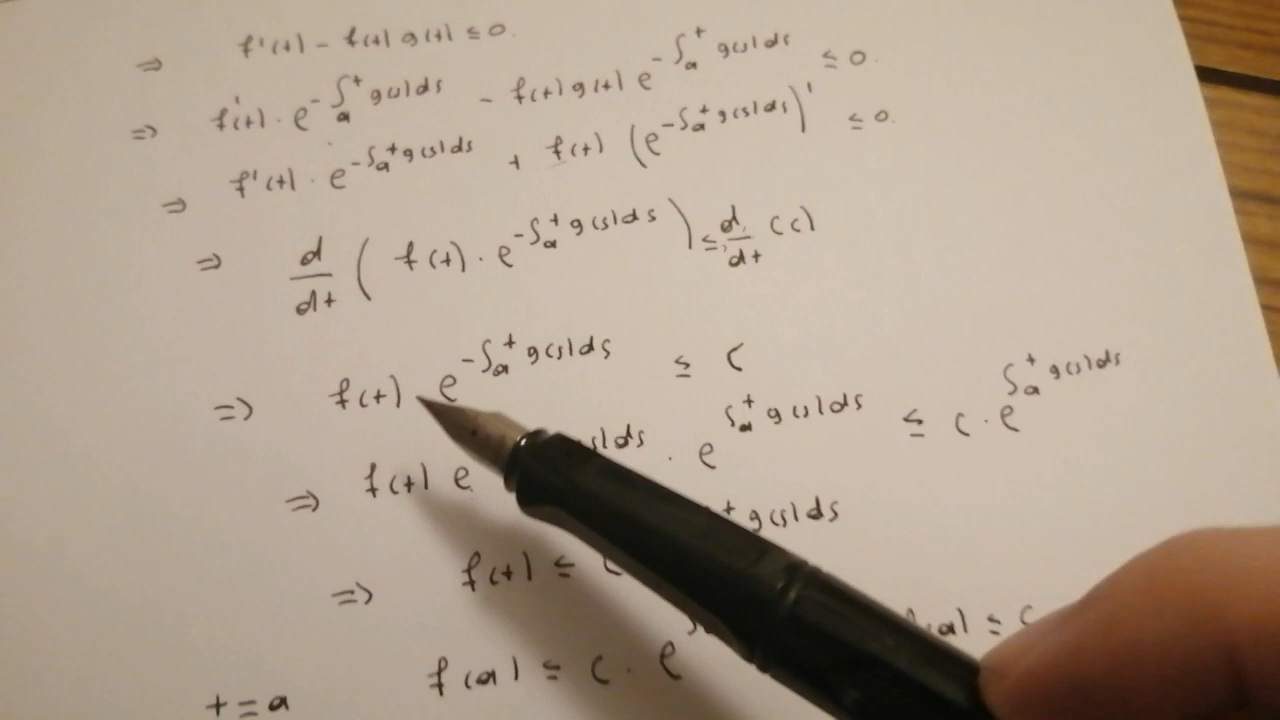 ⇒ f'(t) - f(t) g(t) ≤ 0.
⇒ f'(t) · e^{-∫_a^t g(s)ds} - f(t) g(t) e^{-∫_a^t g(s)ds} ≤ 0.
⇒ f'(t) · e^{-∫_a^t g(s)ds} + f(t) (e^{-∫_a^t g(s)ds})' ≤ 0.
⇒ d/dt ( f(t) · e^{-∫_a^t g(s)ds} ) ≤ d/dt (c)
⇒ f(t) e^{-∫_a^t g(s)ds} ≤ c
⇒ f(t) e s)ds · e^{∫_a^t g(s)ds} ≤ c · e^{∫_a^t g(s)ds}
⇒ f(t) ≤ c t g(s)ds
t = a f(a) ≤ c · e (a) ≤ c